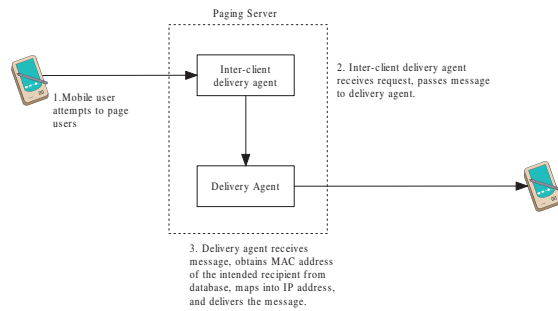 Paging Server
Inter-client
delivery agent
2. Inter-client delivery agent
receives request, passes message
to delivery agent.
1.Mobile user
attempts to page
users
Delivery Agent
3. Delivery agent receives
message, obtains MAC address
of the intended recipient from
database, maps into IP address,
and delivers the message.